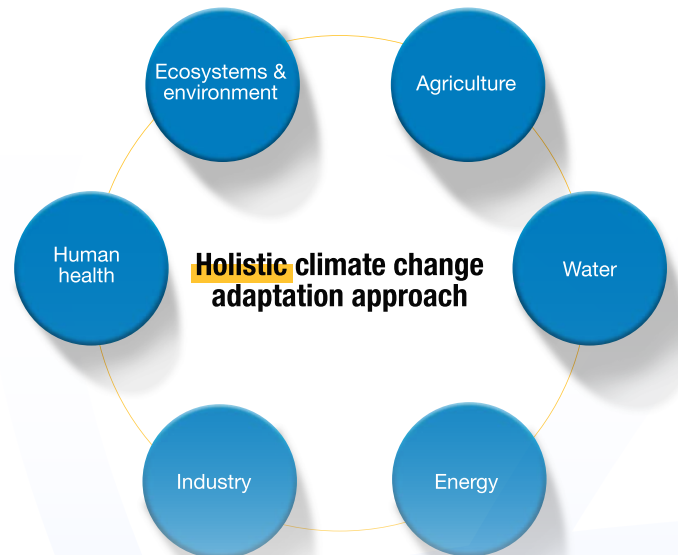 Ecosystems &
environment
Agriculture
Human
health
Holistic climate change
adaptation approach
Water
Industry
Energy